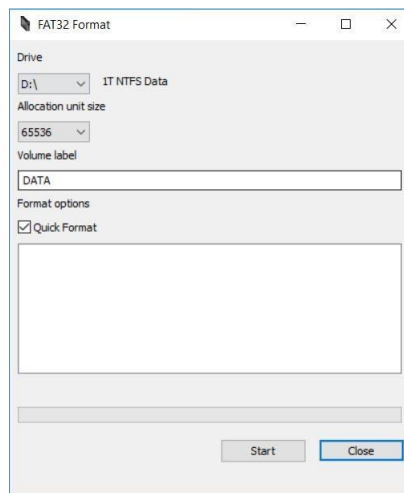 FAT32 Format
Drive
D:\ 1T NTFS Data
Allocation unit size
65536
Volume label
DATA
Format options
Quick Format
Start Close